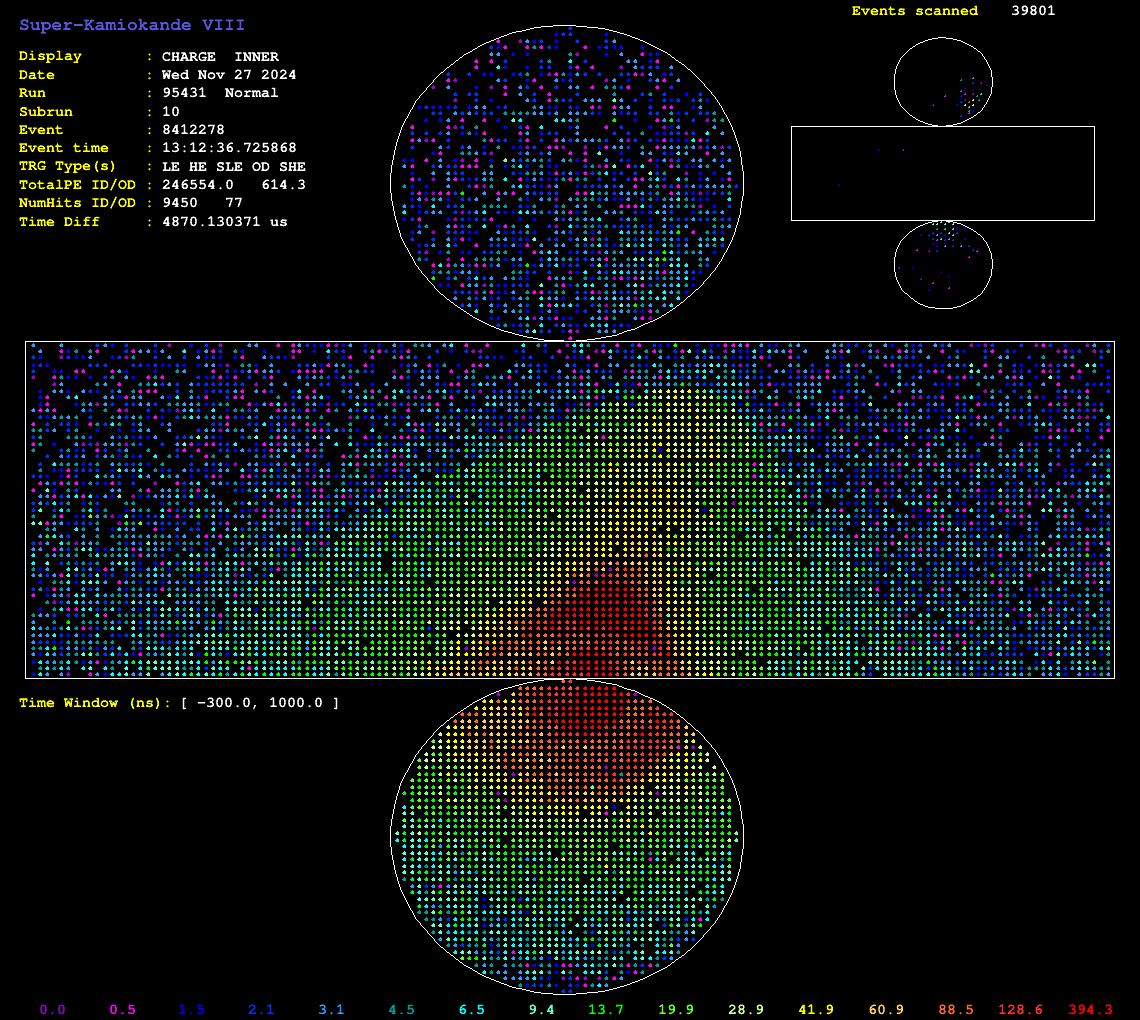 Super-Kamiokande VIII
Display : CHARGE INNER
Date : Wed Nov 27 2024
Run : 95431 Normal
Subrun : 10
Event : 8412278
Event time : 13:12:36.725868
TRG Type(s) : LE HE SLE OD SHE
TotalPE ID/OD : 246554.0 614.3
NumHits ID/OD : 9450 77
Time Diff : 4870.130371 us
Events scanned 39801
Time Window (ns): [ -300.0, 1000.0 ]
0.0 0.5 1.5 2.1 3.1 4.5 6.5 9.4 13.7 19.9 28.9 41.9 60.9 88.5 128.6 394.3